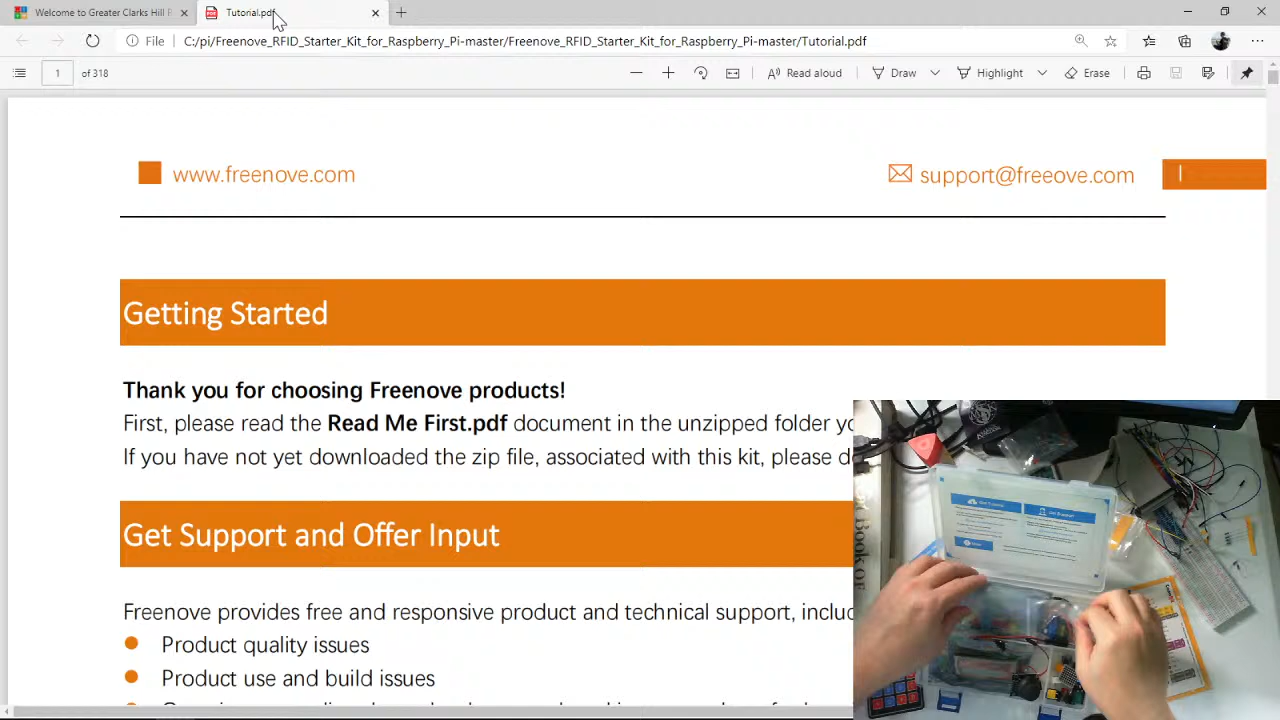 Welcome to Greater Clarks Hill R
Tutorial.pdf
File C:/pi/Freenove_RFID_Starter_Kit_for_Raspberry_Pi-master/Freenove_RFID_Starter_Kit_for_Raspberry_Pi-master/Tutorial.pdf
1 of 318
Read aloud
Draw
Highlight
Erase
www.freenove.com
support@freeove.com
Getting Started
Thank you for choosing Freenove products!
First, please read the Read Me First.pdf document in the unzipped folder yo
If you have not yet downloaded the zip file, associated with this kit, please do
Get Support and Offer Input
Freenove provides free and responsive product and technical support, includ
Product quality issues
Product use and build issues